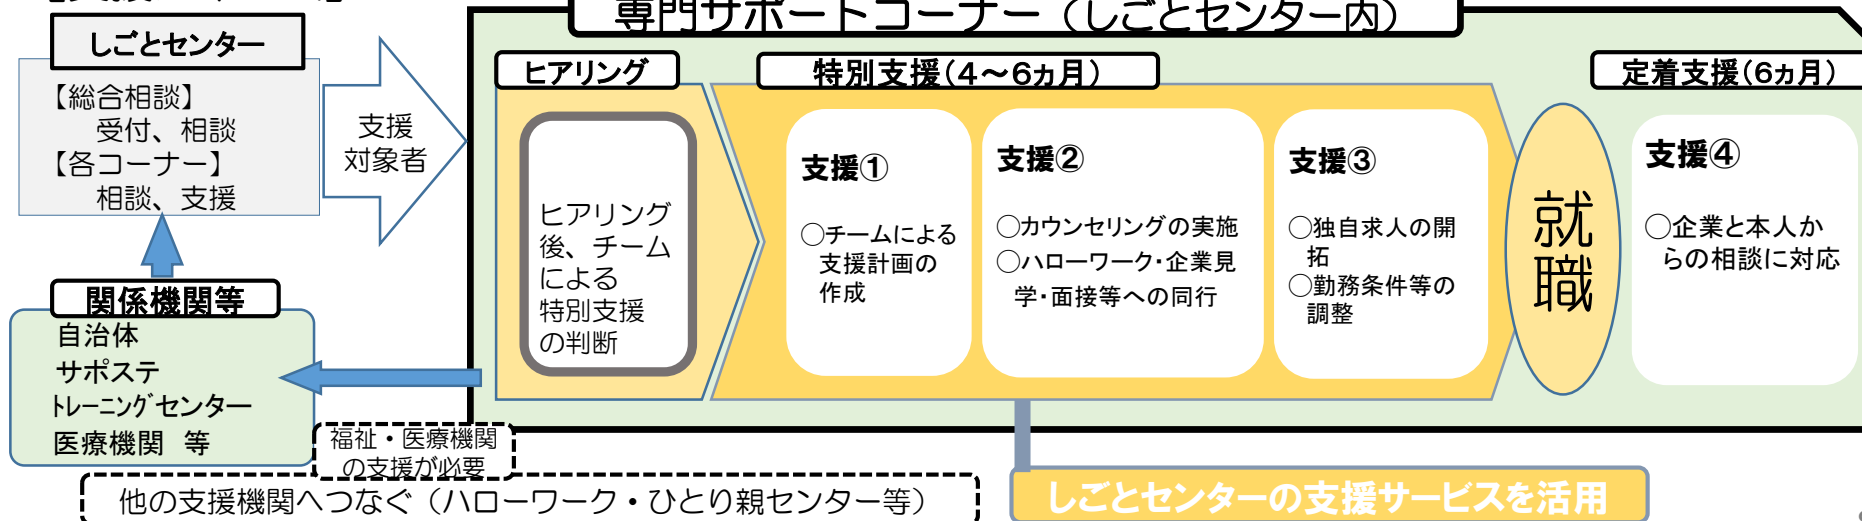 専門サポートコーナー（しごとセンター内）
しごとセンター
【総合相談】
受付、相談
【各コーナー】
相談、支援
支援
対象者
ヒアリング
ヒアリング
後、チーム
による
特別支援
の判断
特別支援（４～６ヵ月）
支援①
○チームによる
支援計画の
作成
支援②
○カウンセリングの実施
○ハローワーク・企業見
学・面接等への同行
支援③
○独自求人の開
拓
○勤務条件等の
調整
就
職
定着支援（６ヵ月）
支援④
○企業と本人か
らの相談に対応
関係機関等
自治体
サポステ
ﾄﾚｰﾆﾝｸﾞセンター
医療機関　等
福祉・医療機関
の支援が必要
他の支援機関へつなぐ（ハローワーク・ひとり親センター等）
しごとセンターの支援サービスを活用